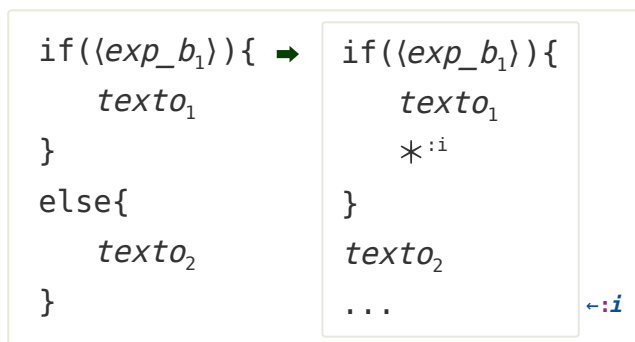 if(⟨exp_b₁⟩){ ➡
texto₁
}
else{
texto₂
}
if(⟨exp_b₁⟩){
texto₁
*:i
}
texto₂
... ←:i